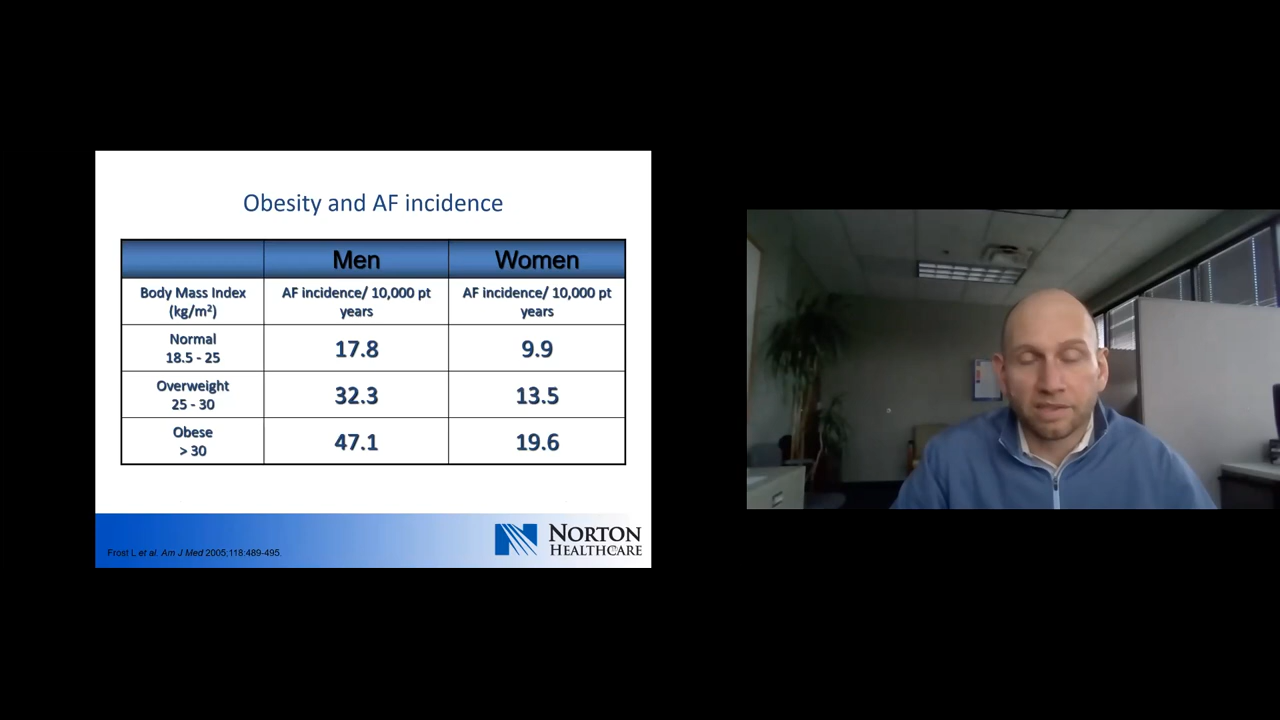 Obesity and AF incidence
Men
Women
Body Mass Index
(kg/m²)
AF incidence/ 10,000 pt
years
AF incidence/ 10,000 pt
years
Normal
18.5 - 25
17.8
9.9
Overweight
25 - 30
32.3
13.5
Obese
> 30
47.1
19.6
Frost L et al. Am J Med 2005;118:489-495.
NORTON
HEALTHCARE